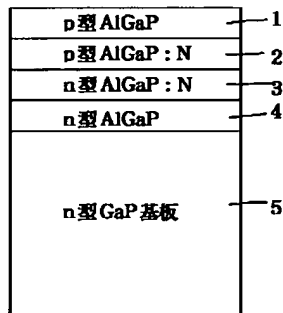 p型AlGaP 1
p型AlGaP：N 2
n型AlGaP：N 3
n型AlGaP 4
n型GaP基板 5